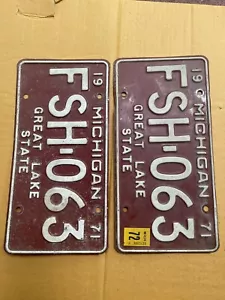 19 MICHIGAN 71
FSH-063
GREAT LAKE
STATE
19 MICHIGAN 71
FSH-063
GREAT LAKE
STATE
72